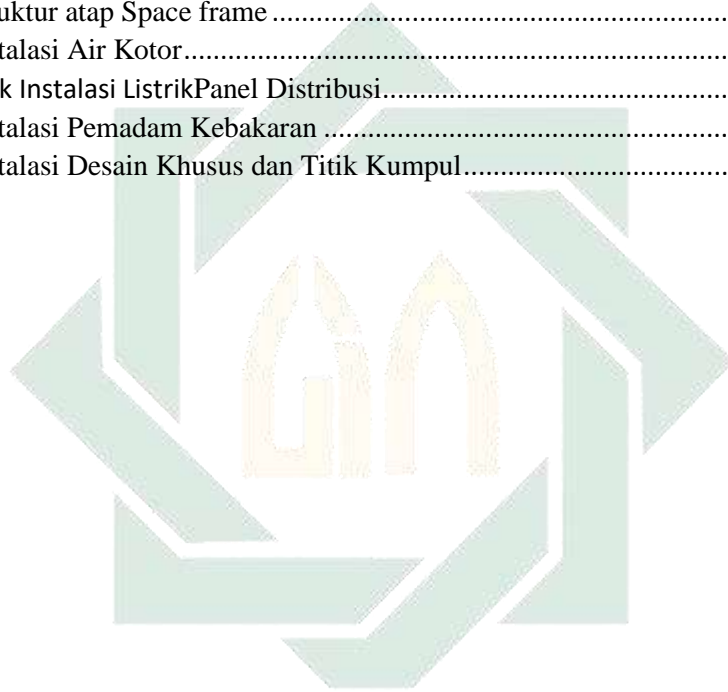 uktur atap Space frame ........................................................
talasi Air Kotor....................................................................
k Instalasi ListrikPanel Distribusi...........................................
talasi Pemadam Kebakaran ..................................................
talasi Desain Khusus dan Titik Kumpul.................................